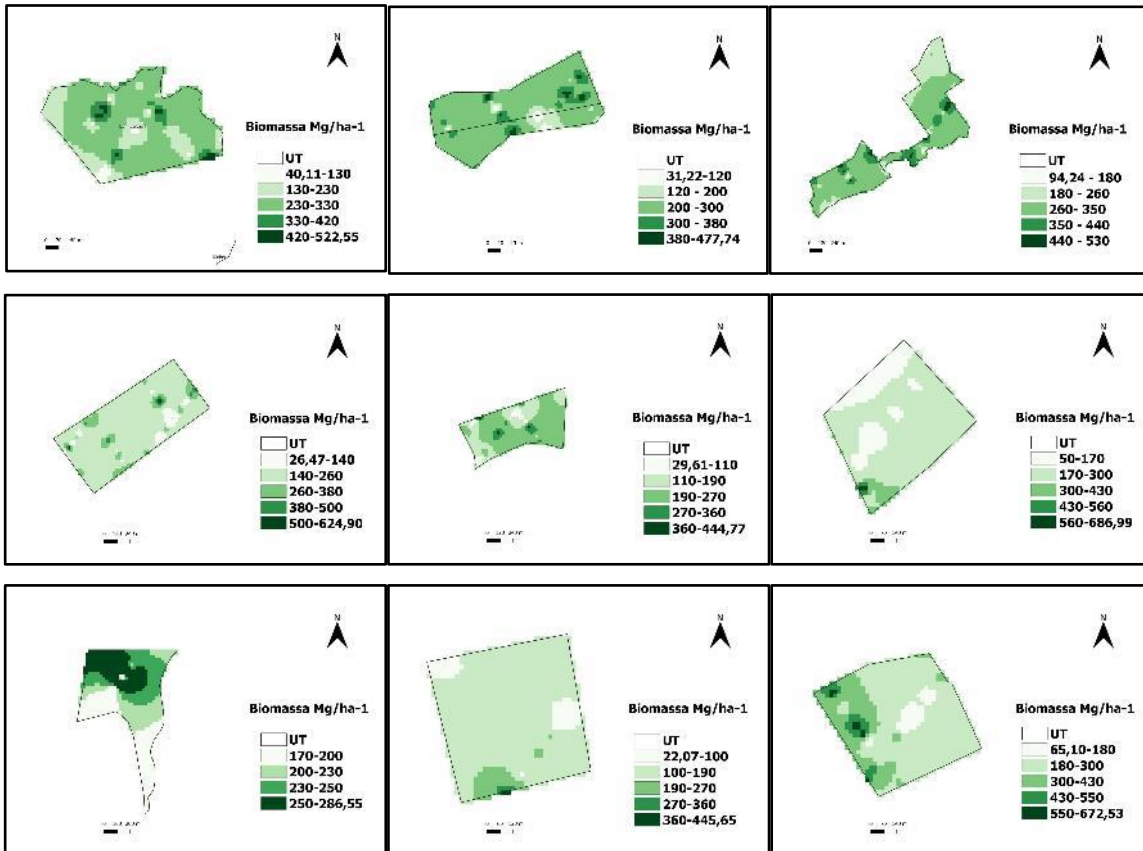 N
Biomassa Mg/ha-1
UT
40,11-130
130-230
230-330
330-420
420-522,55
N
Biomassa Mg/ha-1
UT
31,22-120
120 - 200
200 -300
300 - 380
380-477,74
N
Biomassa Mg/ha-1
UT
94,24 - 180
180 - 260
260- 350
350 - 440
440 - 530
N
Biomassa Mg/ha-1
UT
26,47-140
140-260
260-380
380-500
500-624,90
N
Biomassa Mg/ha-1
UT
29,61-110
110-190
190-270
270-360
360-444,77
N
Biomassa Mg/ha-1
UT
50-170
170-300
300-430
430-560
560-686,99
N
Biomassa Mg/ha-1
UT
170-200
200-230
230-250
250-286,55
N
Biomassa Mg/ha-1
UT
22,07-100
100-190
190-270
270-360
360-445,65
N
Biomassa Mg/ha-1
UT
65,10-180
180-300
300-430
430-550
550-672,53